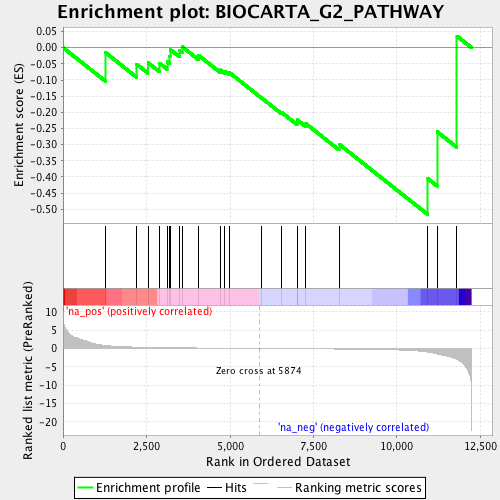 Enrichment plot: BIOCARTA_G2_PATHWAY
Enrichment score (ES)
0.05
0.00
-0.05
-0.10
-0.15
-0.20
-0.25
-0.30
-0.35
-0.40
-0.45
-0.50
'na_pos' (positively correlated)
Ranked list metric (PreRanked)
10
5
0
-5
-10
-15
-20
Zero cross at 5874
'na_neg' (negatively correlated)
0
2,500
5,000
7,500
10,000
12,500
Rank in Ordered Dataset
Enrichment profile
Hits
Ranking metric scores